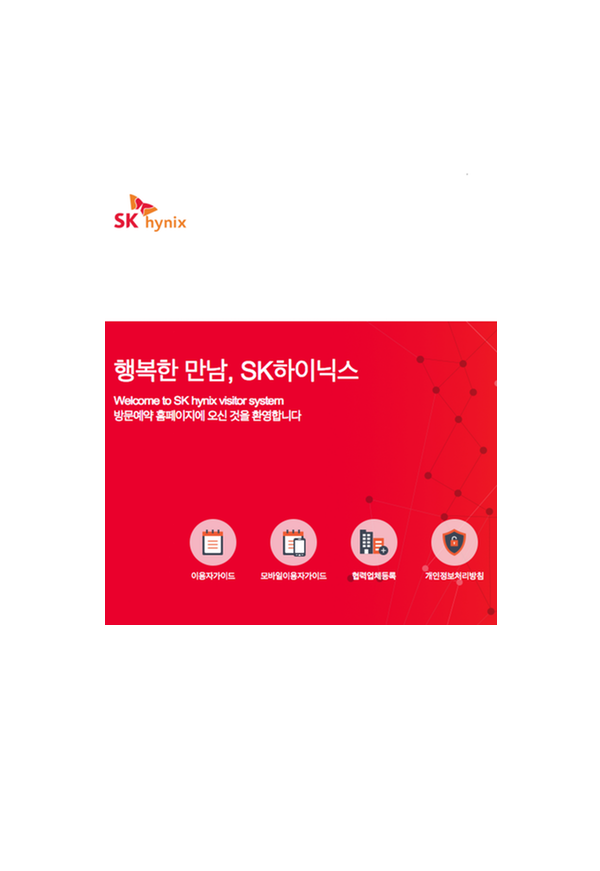 SK hynix
행복한 만남, SK하이닉스
Welcome to SK hynix visitor system
방문예약 홈페이지에 오신 것을 환영합니다
이용자가이드
모바일이용자가이드
협력업체등록
개인정보처리방침